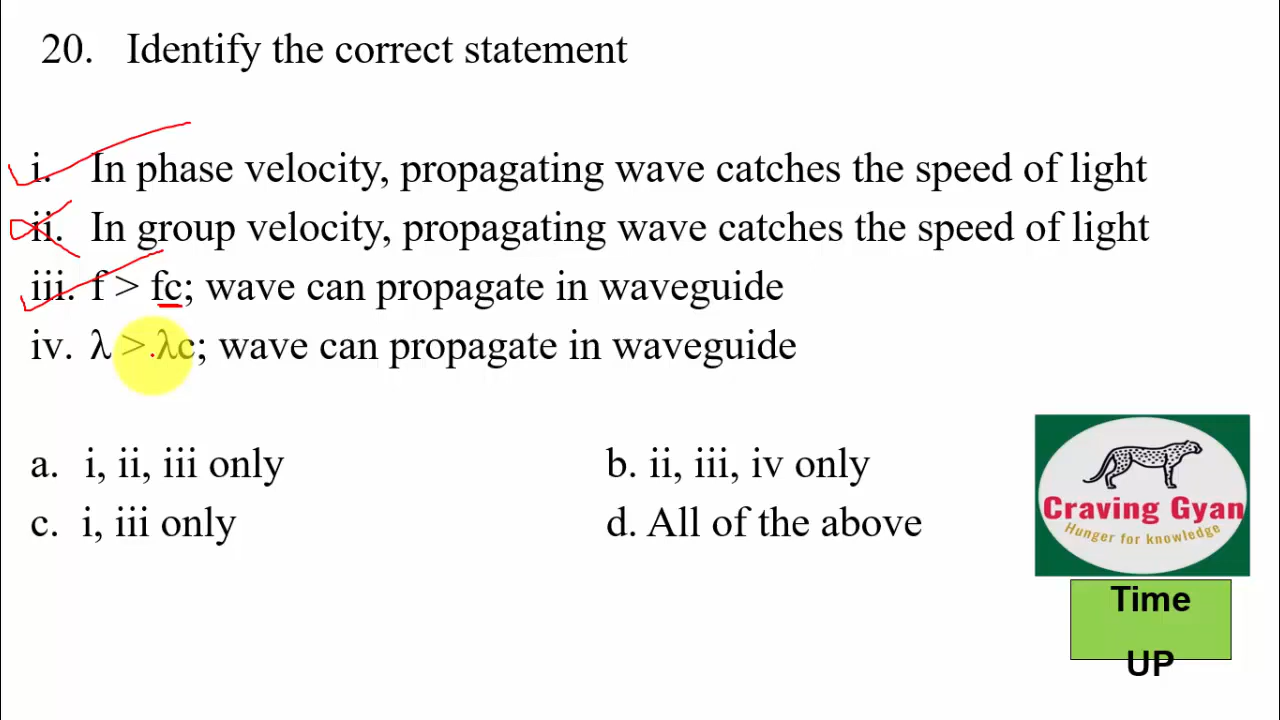 20. Identify the correct statement
i. In phase velocity, propagating wave catches the speed of light
ii. In group velocity, propagating wave catches the speed of light
iii. f > fc; wave can propagate in waveguide
iv. λ > λc; wave can propagate in waveguide
a. i, ii, iii only
b. ii, iii, iv only
c. i, iii only
d. All of the above
Craving Gyan
Hunger for knowledge
Time
UP